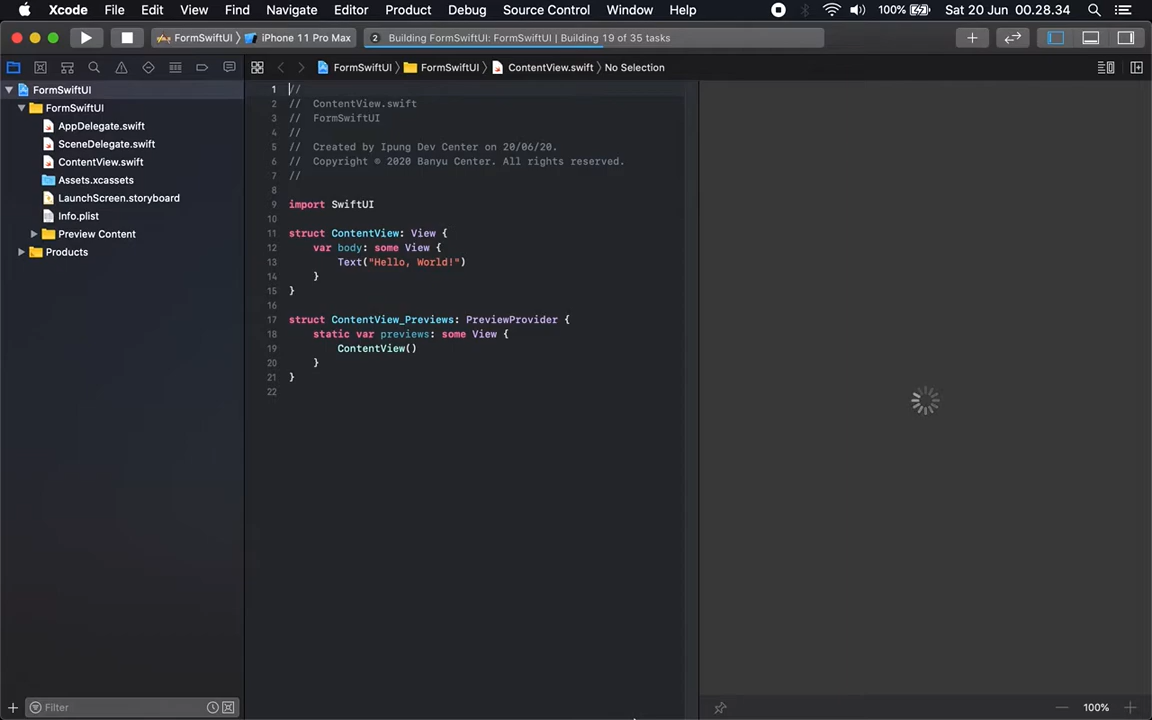 Xcode File Edit View Find Navigate Editor Product Debug Source Control Window Help 100% Sat 20 Jun 00.28.34
FormSwiftUI iPhone 11 Pro Max 2 Building FormSwiftUI: FormSwiftUI | Building 19 of 35 tasks
FormSwiftUI FormSwiftUI ContentView.swift No Selection
FormSwiftUI
FormSwiftUI
AppDelegate.swift
SceneDelegate.swift
ContentView.swift
Assets.xcassets
LaunchScreen.storyboard
Info.plist
Preview Content
Products
1 //
2 // ContentView.swift
3 // FormSwiftUI
4 //
5 // Created by Ipung Dev Center on 20/06/20.
6 // Copyright © 2020 Banyu Center. All rights reserved.
7 //
8
9 import SwiftUI
10
11 struct ContentView: View {
12 var body: some View {
13 Text("Hello, World!")
14 }
15 }
16
17 struct ContentView_Previews: PreviewProvider {
18 static var previews: some View {
19 ContentView()
20 }
21 }
22
Filter
100%